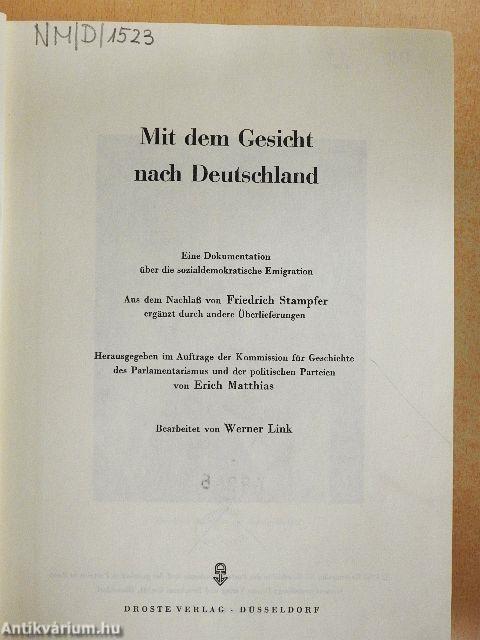 NM/D/1523
Mit dem Gesicht
nach Deutschland
Eine Dokumentation
über die sozialdemokratische Emigration
Aus dem Nachlaß von Friedrich Stampfer
ergänzt durch andere Überlieferungen
Herausgegeben im Auftrage der Kommission für Geschichte
des Parlamentarismus und der politischen Parteien
von Erich Matthias
Bearbeitet von Werner Link
DROSTE VERLAG · DÜSSELDORF
Antikvárium.hu